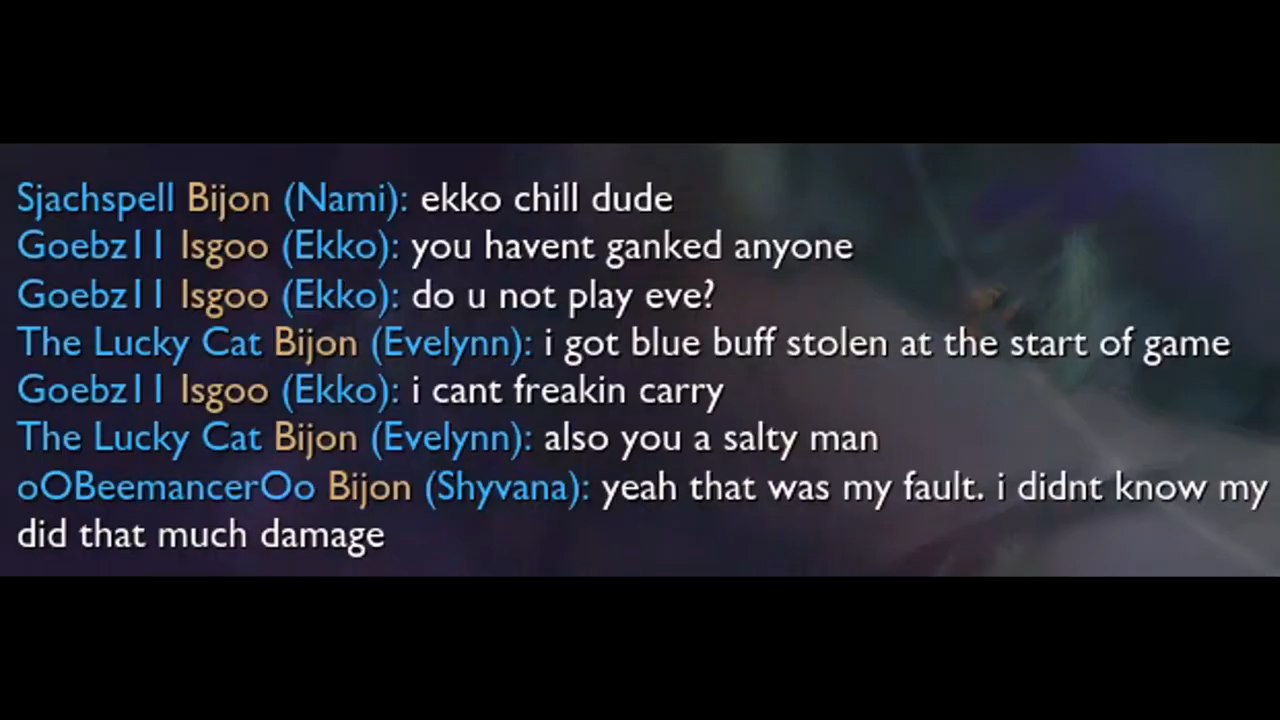 Sjachspell Bijon (Nami): ekko chill dude
Goebz11 Isgoo (Ekko): you havent ganked anyone
Goebz11 Isgoo (Ekko): do u not play eve?
The Lucky Cat Bijon (Evelynn): i got blue buff stolen at the start of game
Goebz11 Isgoo (Ekko): i cant freakin carry
The Lucky Cat Bijon (Evelynn): also you a salty man
oOBeemancerOo Bijon (Shyvana): yeah that was my fault. i didnt know my
did that much damage